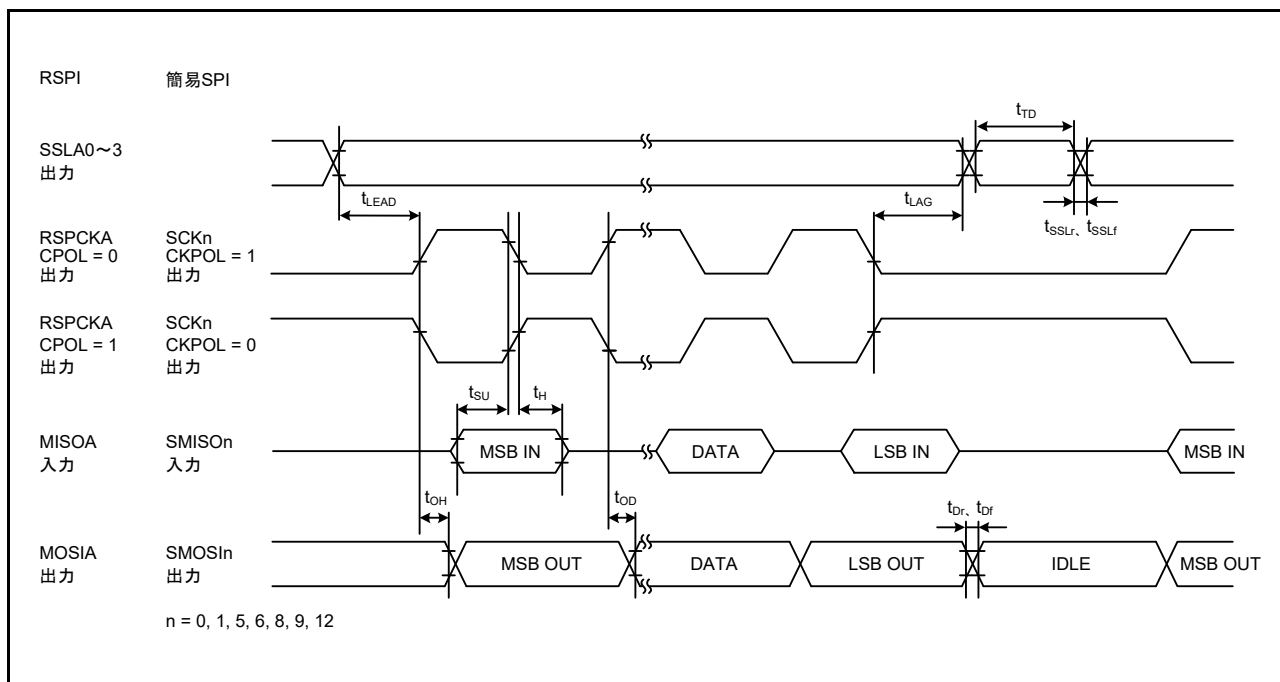 RSPI 簡易SPI
tTD
SSLA0～3
出力
tLEAD
tLAG
tSSLr、tSSLf
RSPCKA SCKn
CPOL = 0 CKPOL = 1
出力 出力
RSPCKA SCKn
CPOL = 1 CKPOL = 0
出力 出力
tSU tH
MISOA SMISOn MSB IN DATA LSB IN MSB IN
入力 入力
tOH tOD tDr、tDf
MOSIA SMOSIn MSB OUT DATA LSB OUT IDLE MSB OUT
出力 出力
n = 0, 1, 5, 6, 8, 9, 12